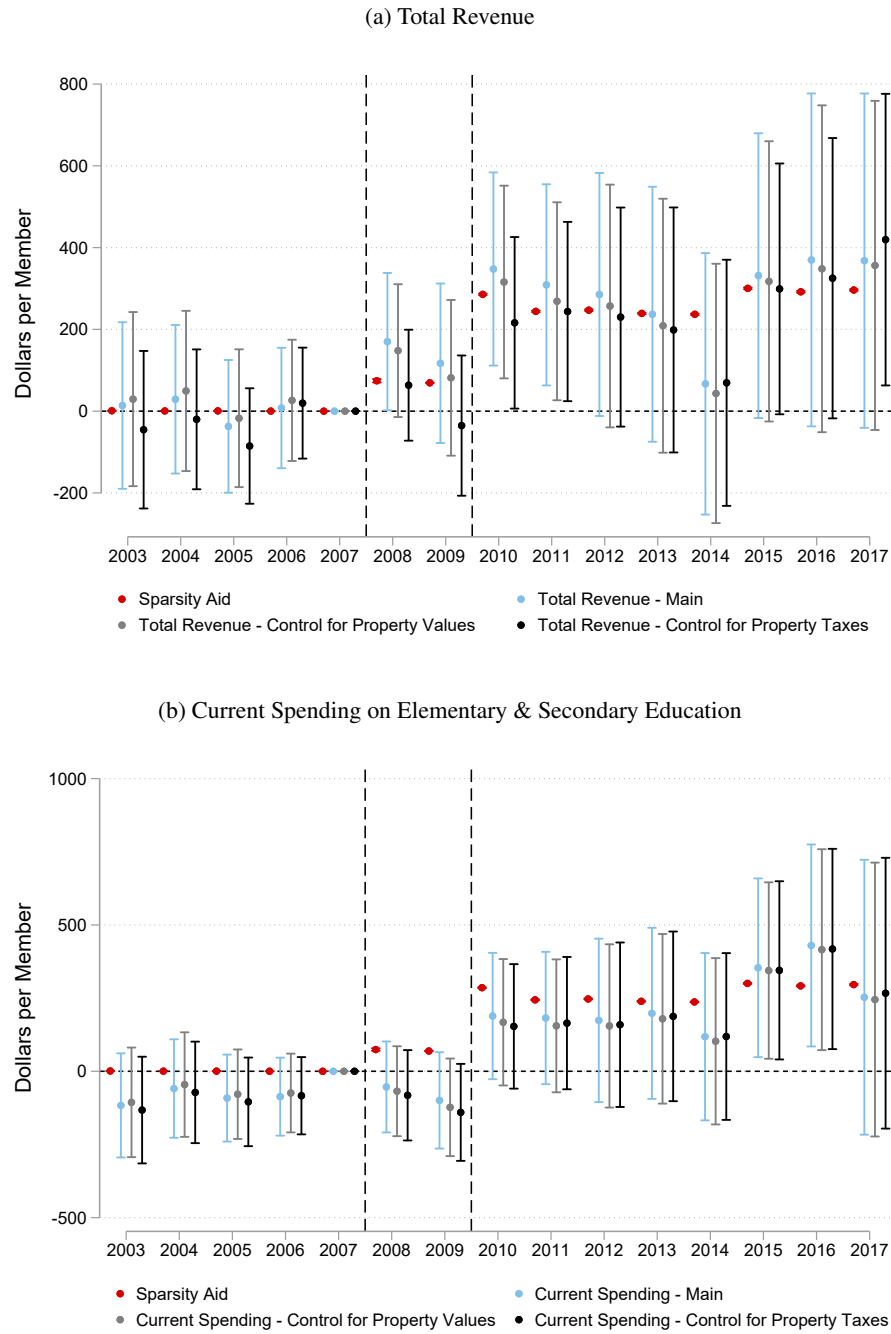 (a) Total Revenue
800
600
400
200
0
-200
Dollars per Member
2003 2004 2005 2006 2007 2008 2009 2010 2011 2012 2013 2014 2015 2016 2017
Sparsity Aid Total Revenue - Main
Total Revenue - Control for Property Values Total Revenue - Control for Property Taxes
(b) Current Spending on Elementary & Secondary Education
1000
500
0
-500
Dollars per Member
2003 2004 2005 2006 2007 2008 2009 2010 2011 2012 2013 2014 2015 2016 2017
Sparsity Aid Current Spending - Main
Current Spending - Control for Property Values Current Spending - Control for Property Taxes